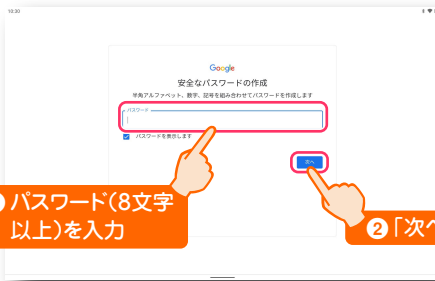 10:30
Google
安全なパスワードの作成
半角アルファベット、数字、記号を組み合わせてパスワードを作成します
パスワード
パスワードを表示します
次へ
パスワード(8文字
以上)を入力
❷「次へ